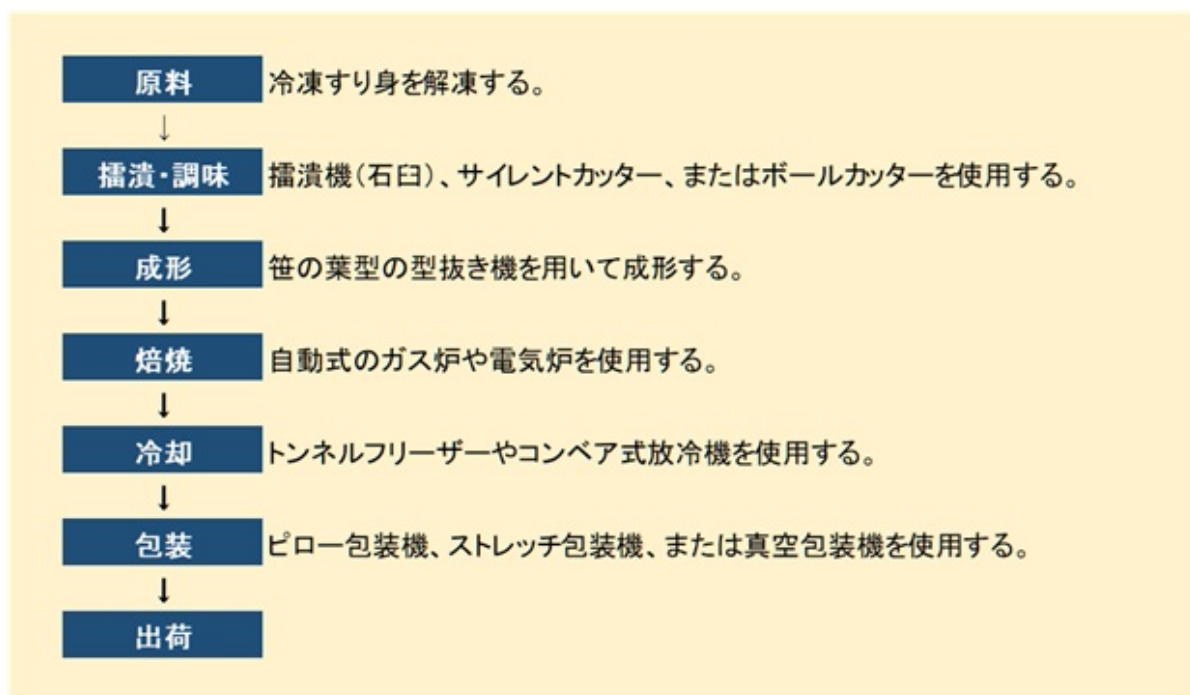 原料 冷凍すり身を解凍する。
↓
擂潰・調味 擂潰機（石臼）、サイレントカッター、またはボールカッターを使用する。
↓
成形 笹の葉型の型抜き機を用いて成形する。
↓
焙焼 自動式のガス炉や電気炉を使用する。
↓
冷却 トンネルフリーザーやコンベア式放冷機を使用する。
↓
包装 ピロー包装機、ストレッチ包装機、または真空包装機を使用する。
↓
出荷